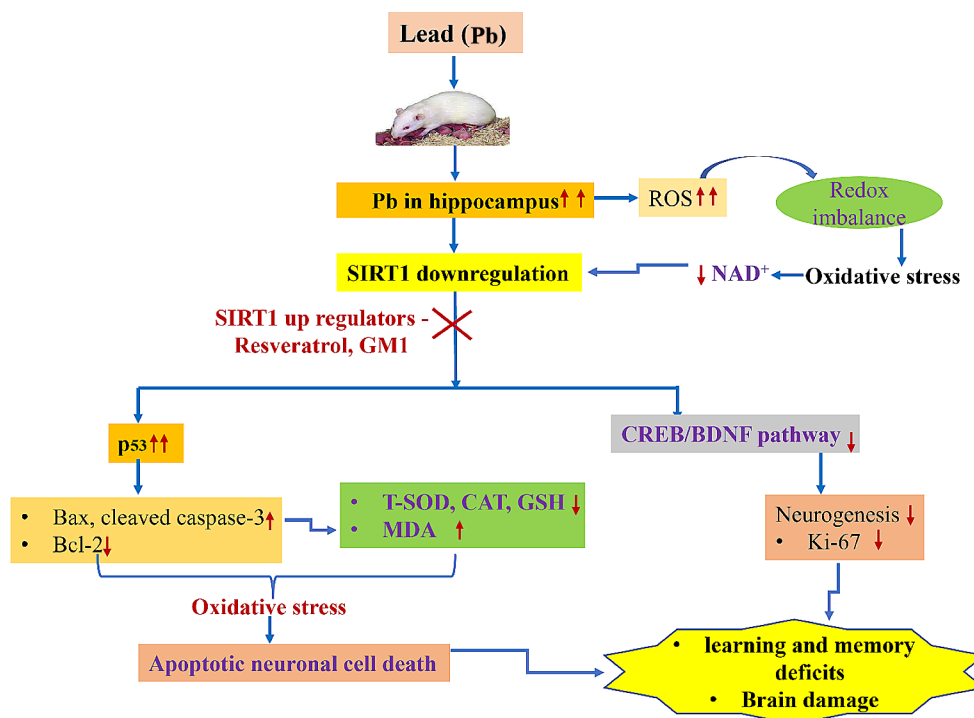 Lead (Pb)
Pb in hippocampus↑↑
ROS↑↑
Redox
imbalance
SIRT1 downregulation
↓ NAD⁺
Oxidative stress
SIRT1 up regulators -
Resveratrol, GM1
p53↑↑
CREB/BDNF pathway↓
• Bax, cleaved caspase-3↑
• Bcl-2↓
• T-SOD, CAT, GSH↓
• MDA ↑
Neurogenesis↓
• Ki-67 ↓
Oxidative stress
Apoptotic neuronal cell death
• learning and memory
deficits
• Brain damage